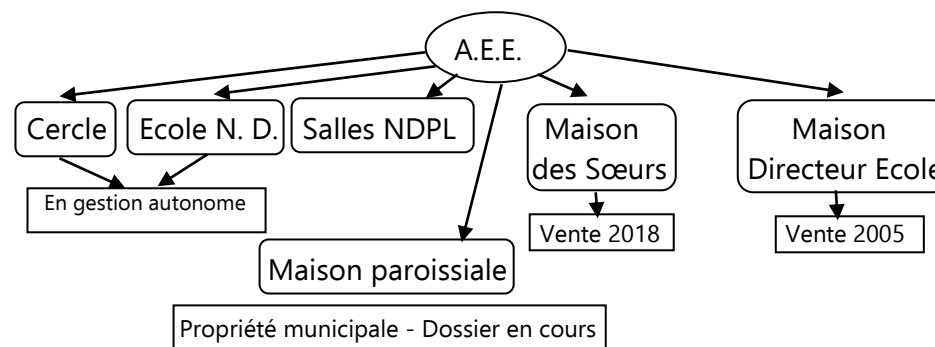 A.E.E.
Cercle
Ecole N. D.
Salles NDPL
Maison
des Sœurs
Maison
Directeur Ecole
En gestion autonome
Vente 2018
Vente 2005
Maison paroissiale
Propriété municipale - Dossier en cours